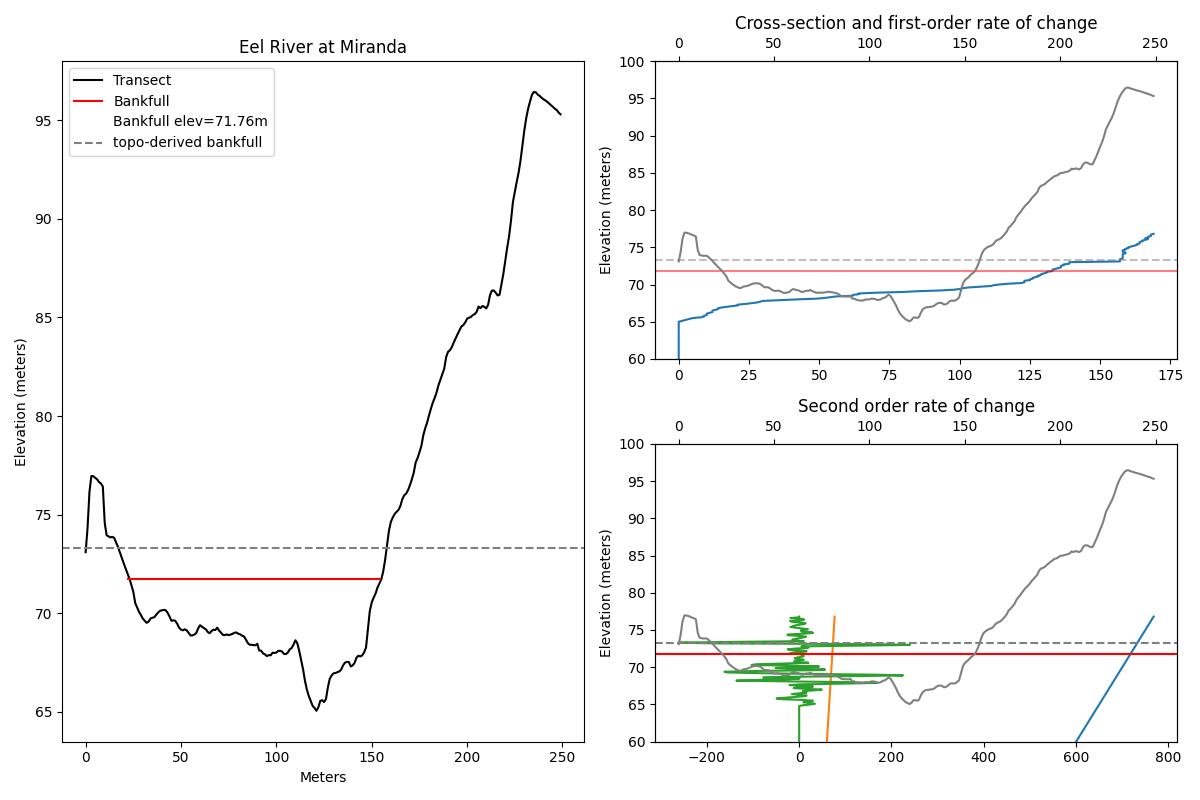 Eel River at Miranda
Transect
Bankfull
Bankfull elev=71.76m
topo-derived bankfull
Elevation (meters)
95
90
85
80
75
70
65
0 50 100 150 200 250
Meters
Cross-section and first-order rate of change
0 50 100 150 200 250
Elevation (meters)
100
95
90
85
80
75
70
65
60
0 25 50 75 100 125 150 175
Second order rate of change
0 50 100 150 200 250
Elevation (meters)
100
95
90
85
80
75
70
65
60
−200 0 200 400 600 800